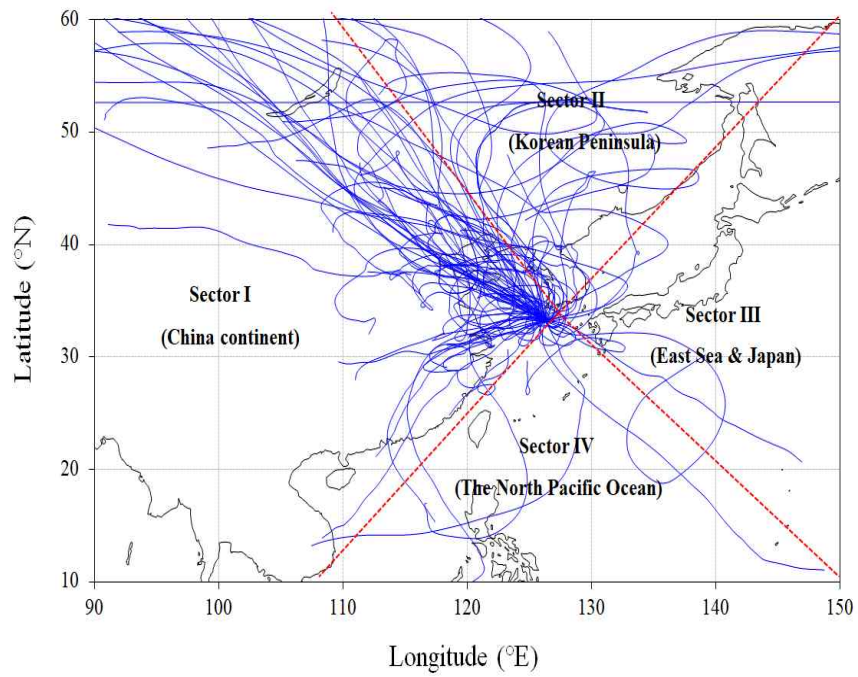 60
50
40
30
20
10
Latitude (°N)
Sector II
(Korean Peninsula)
Sector I
(China continent)
Sector III
(East Sea & Japan)
Sector IV
(The North Pacific Ocean)
90 100 110 120 130 140 150
Longitude (°E)